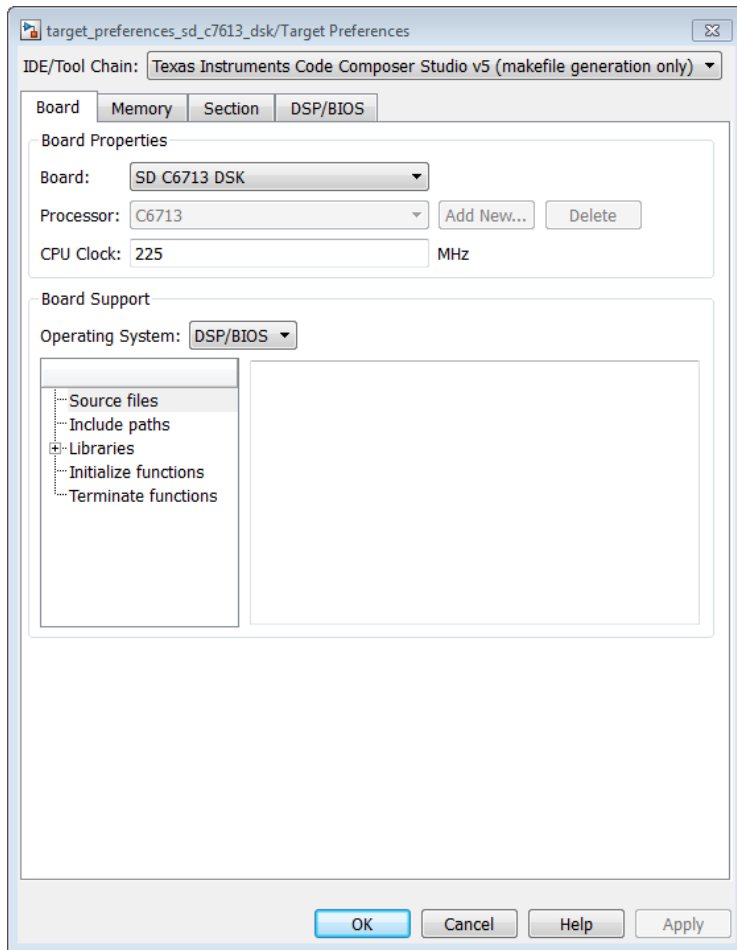 target_preferences_sd_c7613_dsk/Target Preferences
IDE/Tool Chain: Texas Instruments Code Composer Studio v5 (makefile generation only)
Board Memory Section DSP/BIOS
Board Properties
Board: SD C6713 DSK
Processor: C6713 Add New... Delete
CPU Clock: 225 MHz
Board Support
Operating System: DSP/BIOS
Source files
Include paths
Libraries
Initialize functions
Terminate functions
OK Cancel Help Apply